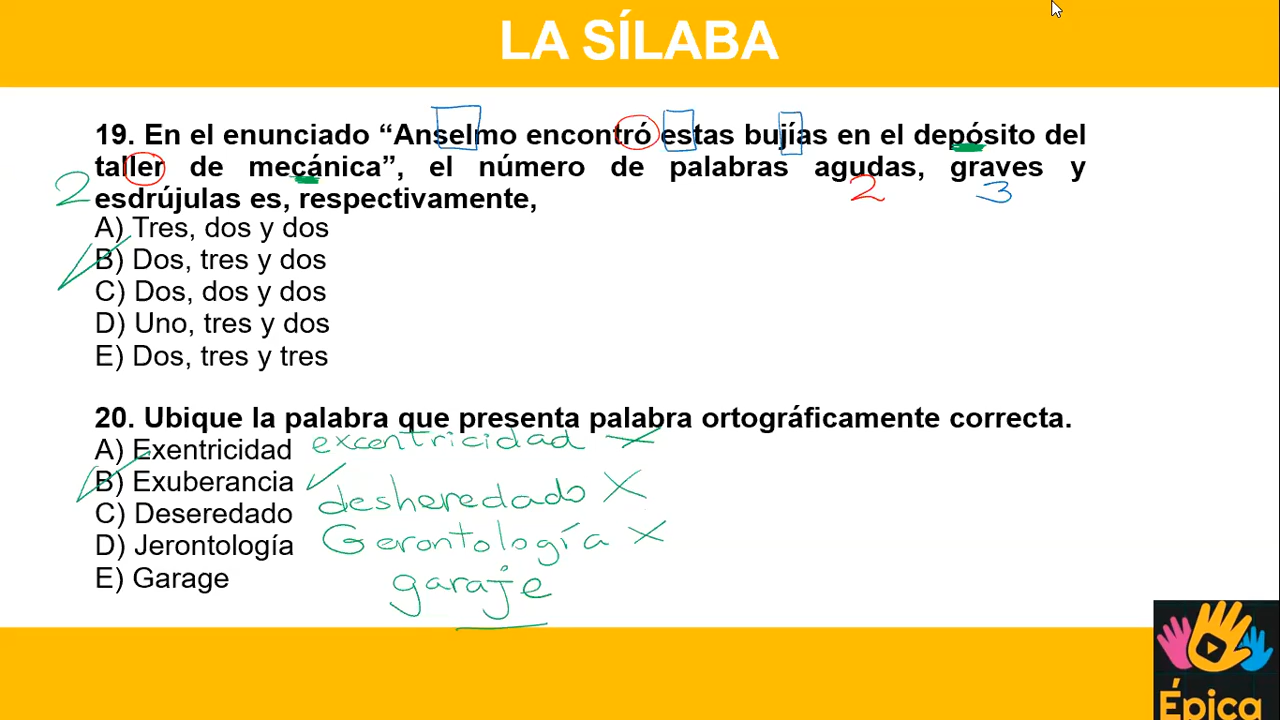 LA SÍLABA
19. En el enunciado “Anselmo encontró estas bujías en el depósito del
taller de mecánica”, el número de palabras agudas, graves y
2
2 3
esdrújulas es, respectivamente,
A) Tres, dos y dos
B) Dos, tres y dos
C) Dos, dos y dos
D) Uno, tres y dos
E) Dos, tres y tres
20. Ubique la palabra que presenta palabra ortográficamente correcta.
A) Exentricidad excentricidad X
B) Exuberancia ✓
C) Deseredado desheredado X
D) Jerontología Gerontología X
E) Garage garaje
Épica